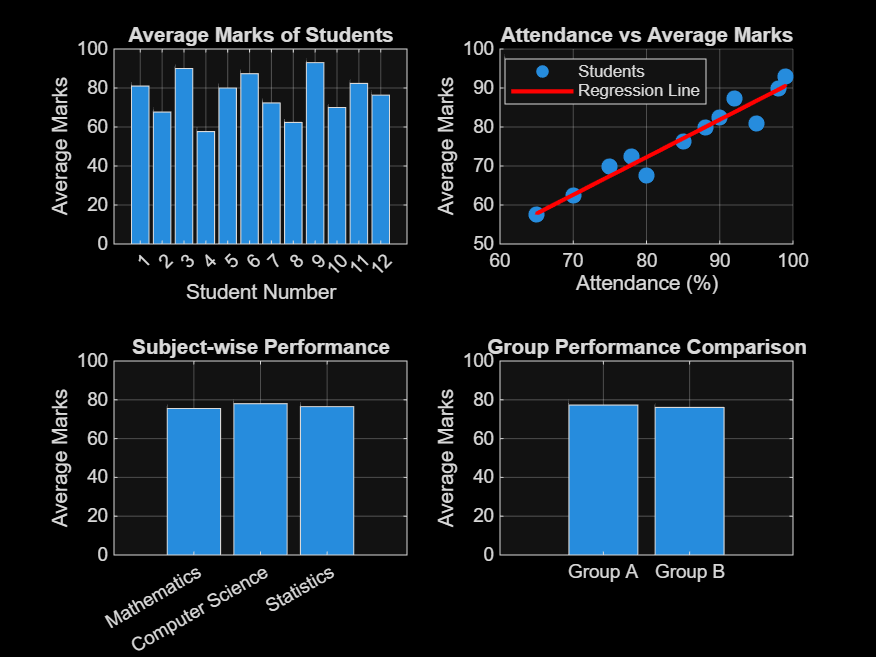 Average Marks of Students
100
80
60
40
20
0
Average Marks
1 2 3 4 5 6 7 8 9 10 11 12
Student Number
Attendance vs Average Marks
Students
Regression Line
100
90
80
70
60
50
Average Marks
60 70 80 90 100
Attendance (%)
Subject-wise Performance
100
80
60
40
20
0
Average Marks
Mathematics
Computer Science
Statistics
Group Performance Comparison
100
80
60
40
20
0
Average Marks
Group A Group B